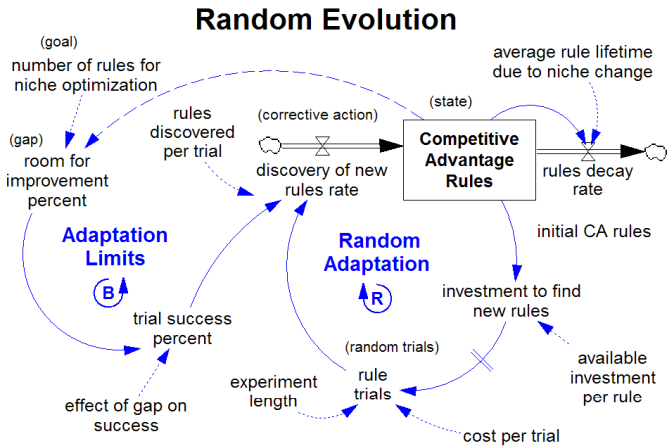 Random Evolution
(goal)
number of rules for
niche optimization
(gap)
room for
improvement
percent
rules
discovered
per trial
(corrective action)
discovery of new
rules rate
(state)
Competitive
Advantage
Rules
average rule lifetime
due to niche change
rules decay
rate
initial CA rules
Adaptation
Limits
B
Random
Adaptation
R
investment to find
new rules
trial success
percent
(random trials)
rule
trials
available
investment
per rule
experiment
length
effect of gap on
success
cost per trial